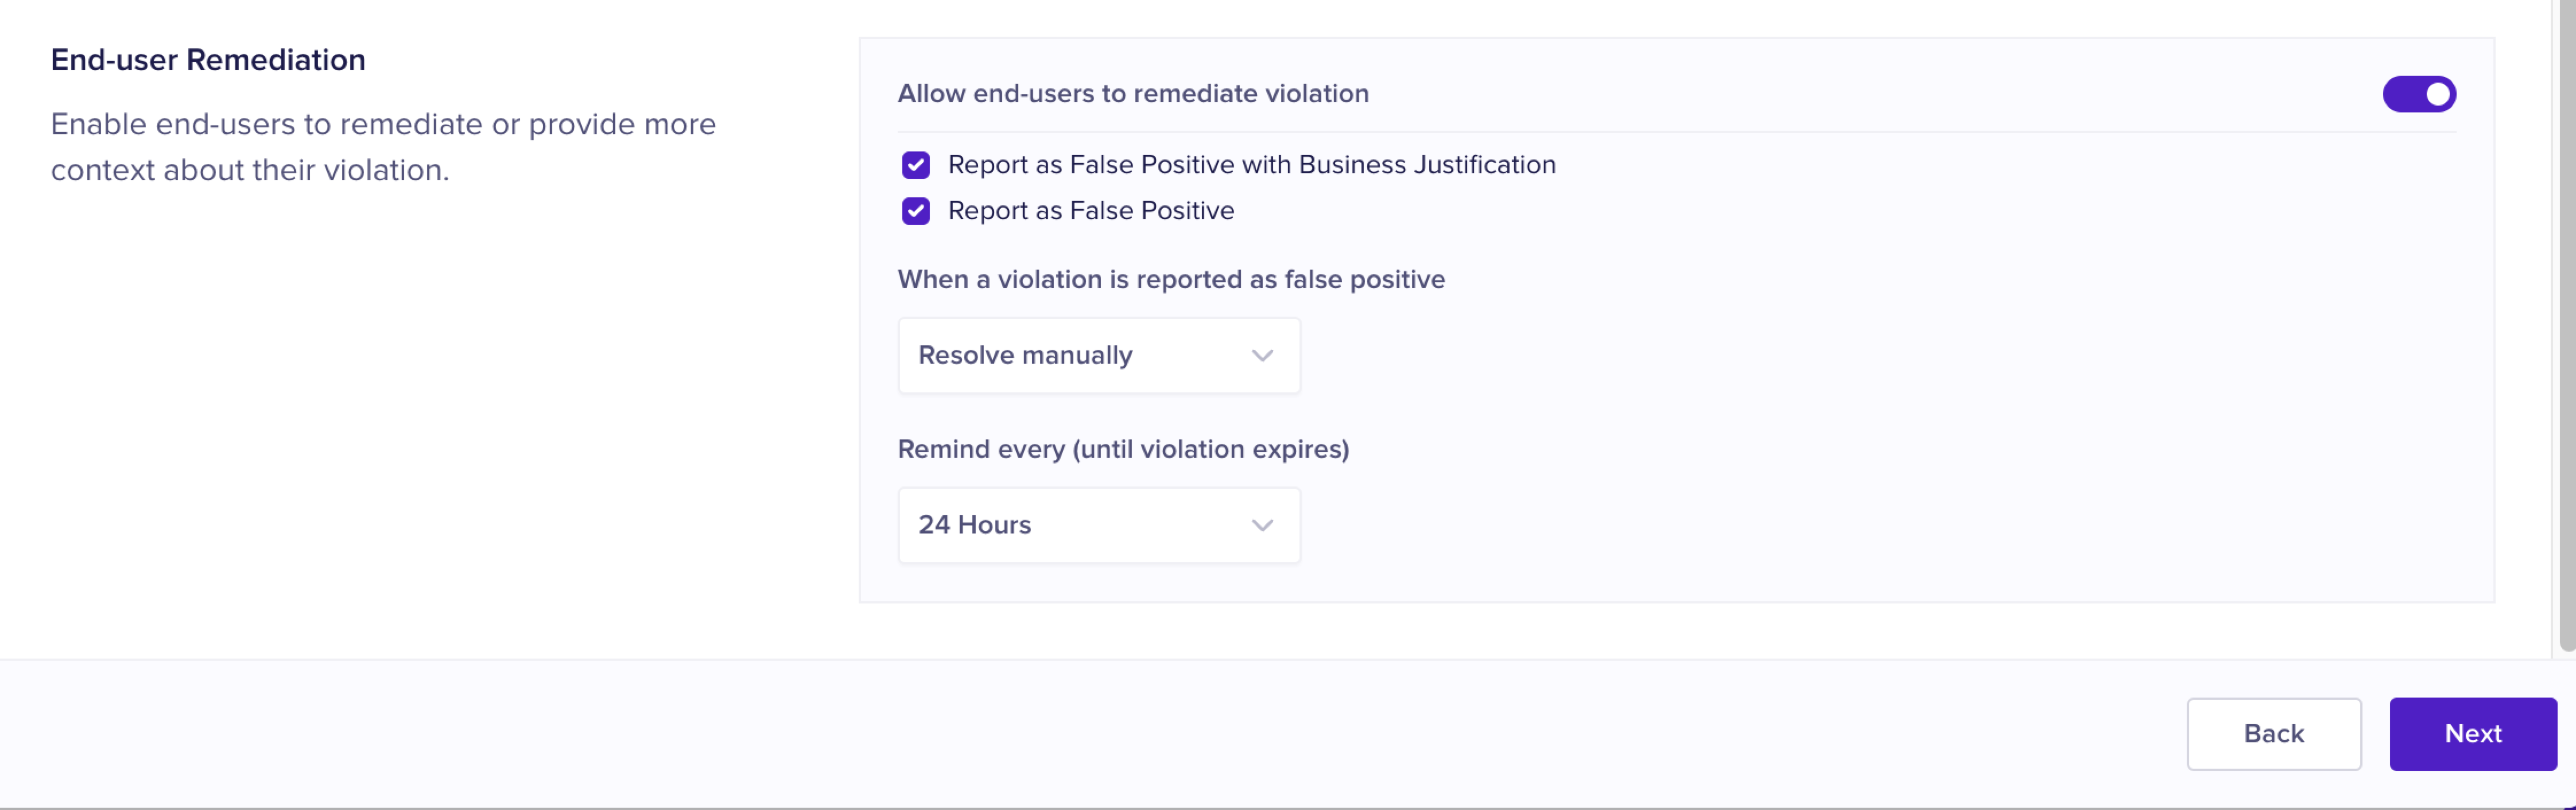 End-user Remediation
Enable end-users to remediate or provide more
context about their violation.
Allow end-users to remediate violation
Report as False Positive with Business Justification
Report as False Positive
When a violation is reported as false positive
Resolve manually
Remind every (until violation expires)
24 Hours
Back
Next